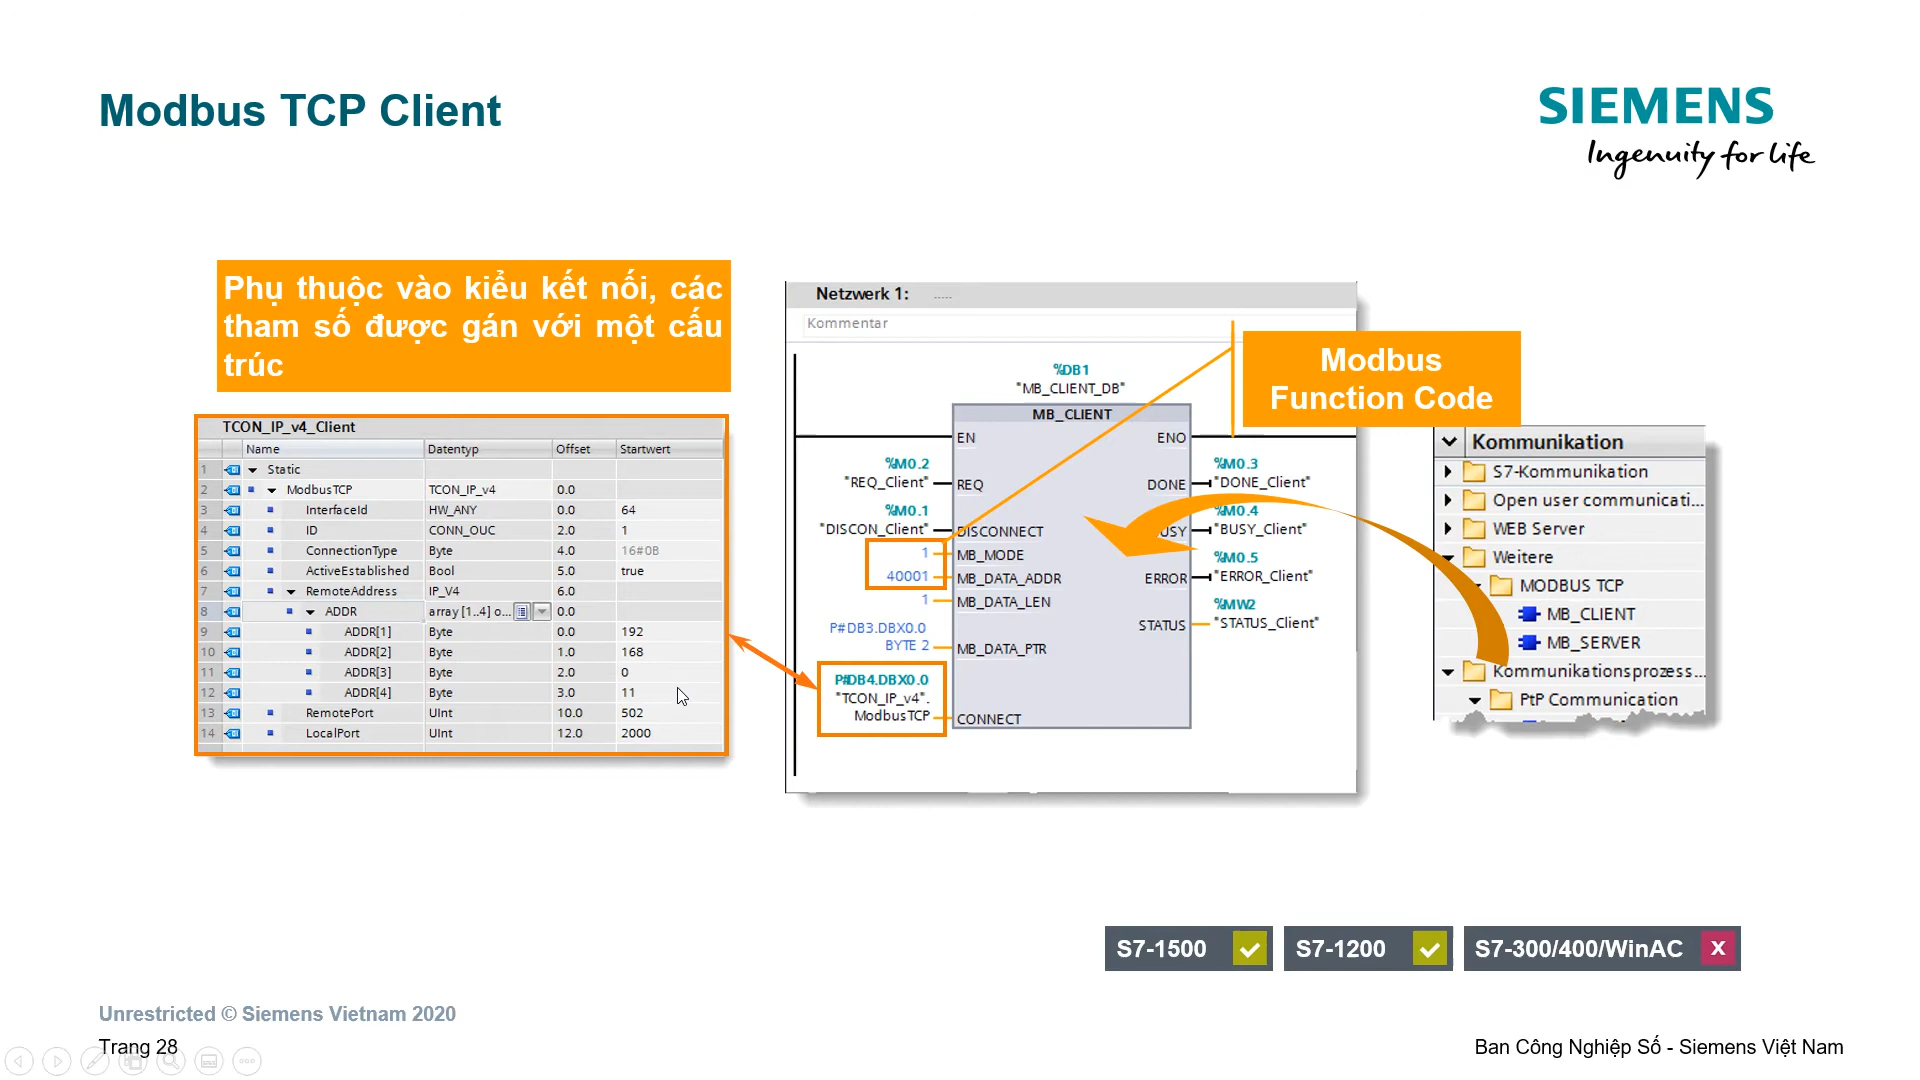 Modbus TCP Client
SIEMENS
Ingenuity for life
Phụ thuộc vào kiểu kết nối, các
tham số được gán với một cấu
trúc
TCON_IP_v4_Client
Name Datentyp Offset Startwert
1 Static
2 ModbusTCP TCON_IP_v4 0.0
3 InterfaceId HW_ANY 0.0 64
4 ID CONN_OUC 2.0 1
5 ConnectionType Byte 4.0 16#0B
6 ActiveEstablished Bool 5.0 true
7 RemoteAddress IP_V4 6.0
8 ADDR array [1..4] o... 0.0
9 ADDR[1] Byte 0.0 192
10 ADDR[2] Byte 1.0 168
11 ADDR[3] Byte 2.0 0
12 ADDR[4] Byte 3.0 11
13 RemotePort UInt 10.0 502
14 LocalPort UInt 12.0 2000
Netzwerk 1: .....
Kommentar
%DB1
"MB_CLIENT_DB"
MB_CLIENT
EN ENO
%M0.2
"REQ_Client" REQ
%M0.1
"DISCON_Client" DISCONNECT
1 MB_MODE
40001 MB_DATA_ADDR
1 MB_DATA_LEN
P#DB3.DBX0.0
BYTE 2 MB_DATA_PTR
P#DB4.DBX0.0
"TCON_IP_v4".
ModbusTCP CONNECT
%M0.3
DONE "DONE_Client"
%M0.4
USY "BUSY_Client"
%M0.5
ERROR "ERROR_Client"
%MW2
STATUS "STATUS_Client"
Modbus
Function Code
Kommunikation
S7-Kommunikation
Open user communicati...
WEB Server
Weitere
MODBUS TCP
MB_CLIENT
MB_SERVER
Kommunikationsprozess...
PtP Communication
S7-1500
S7-1200
S7-300/400/WinAC X
Unrestricted © Siemens Vietnam 2020
Trang 28
Ban Công Nghiệp Số - Siemens Việt Nam